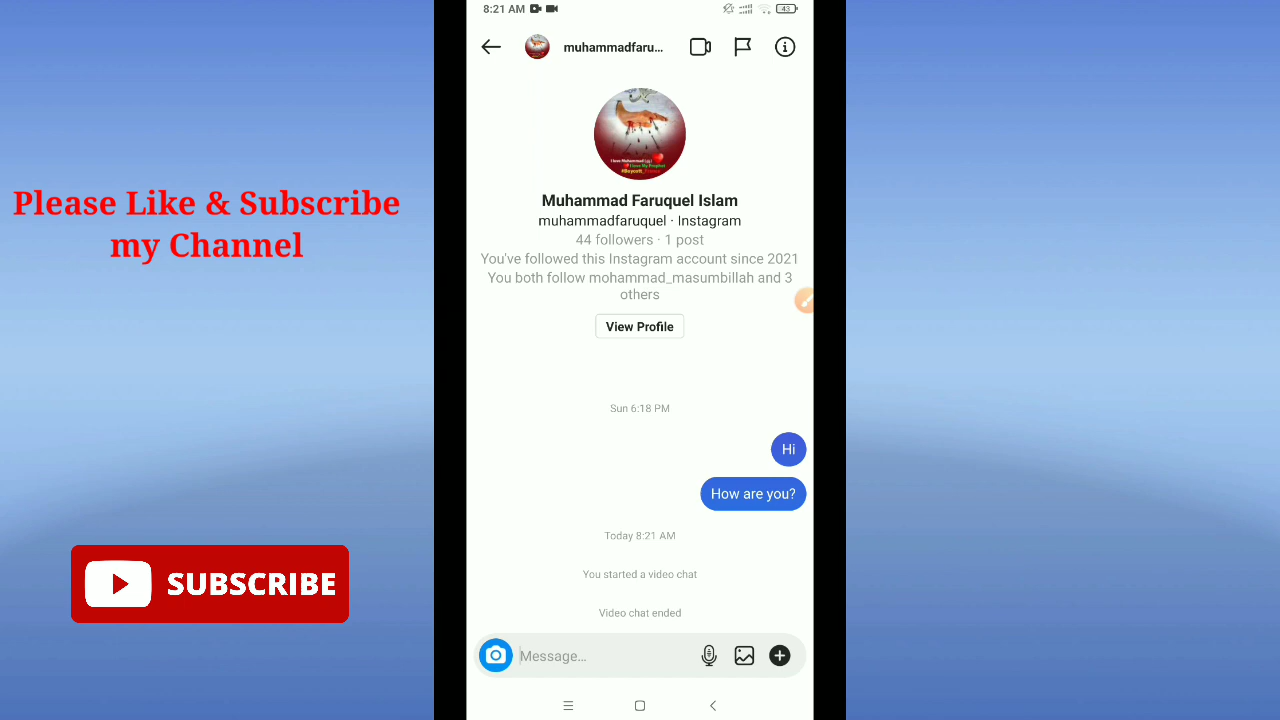 Please Like & Subscribe
my Channel
SUBSCRIBE
8:21 AM
43
muhammadfaru...
Muhammad Faruquel Islam
muhammadfaruquel · Instagram
44 followers · 1 post
You've followed this Instagram account since 2021
You both follow mohammad_masumbillah and 3
others
View Profile
Sun 6:18 PM
Hi
How are you?
Today 8:21 AM
You started a video chat
Video chat ended
Message...